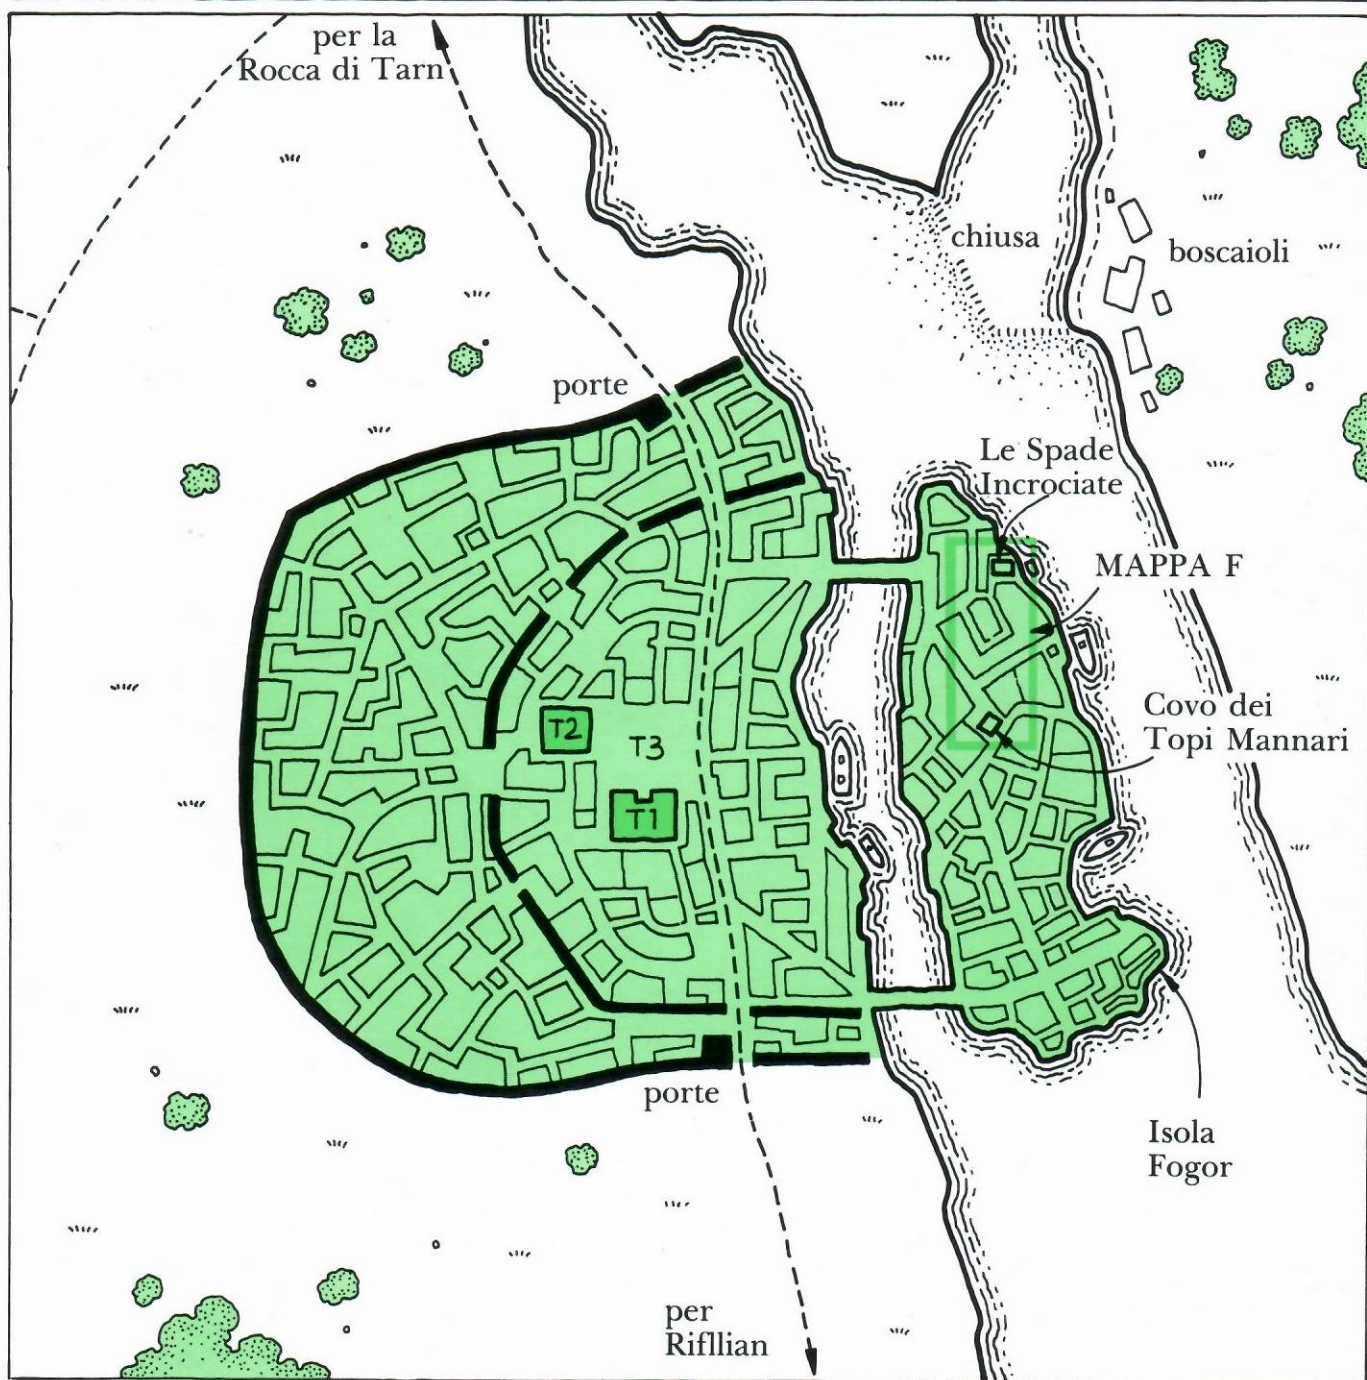 per la
Rocca di Tarn
chiusa
boscaioli
porte
Le Spade
Incrociate
MAPPA F
Covo dei
Topi Mannari
T2
T3
T1
porte
Isola
Fogor
per
Rifllian